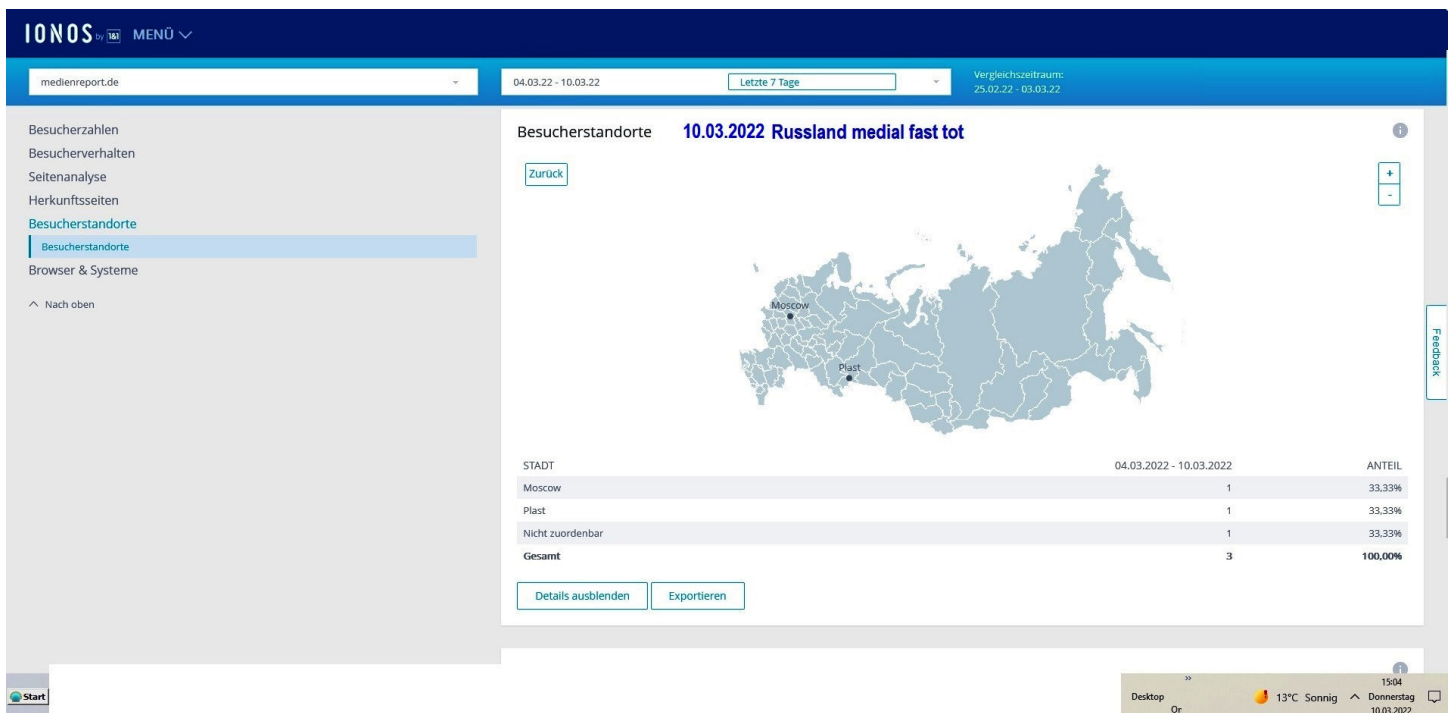 IONOS by 1&1 MENÜ
medienreport.de
04.03.22 - 10.03.22 Letzte 7 Tage
Vergleichszeitraum:
25.02.22 - 03.03.22
Besucherzahlen
Besucherverhalten
Seitenanalyse
Herkunftsseiten
Besucherstandorte
Besucherstandorte
Browser & Systeme
Nach oben
Besucherstandorte 10.03.2022 Russland medial fast tot
Zurück
+
-
Moscow
Plast
Feedback
STADT 04.03.2022 - 10.03.2022 ANTEIL
Moscow 1 33,33%
Plast 1 33,33%
Nicht zuordenbar 1 33,33%
Gesamt 3 100,00%
Details ausblenden Exportieren
Start
Desktop
Or
13°C Sonnig
15:04
Donnerstag
10.03.2022